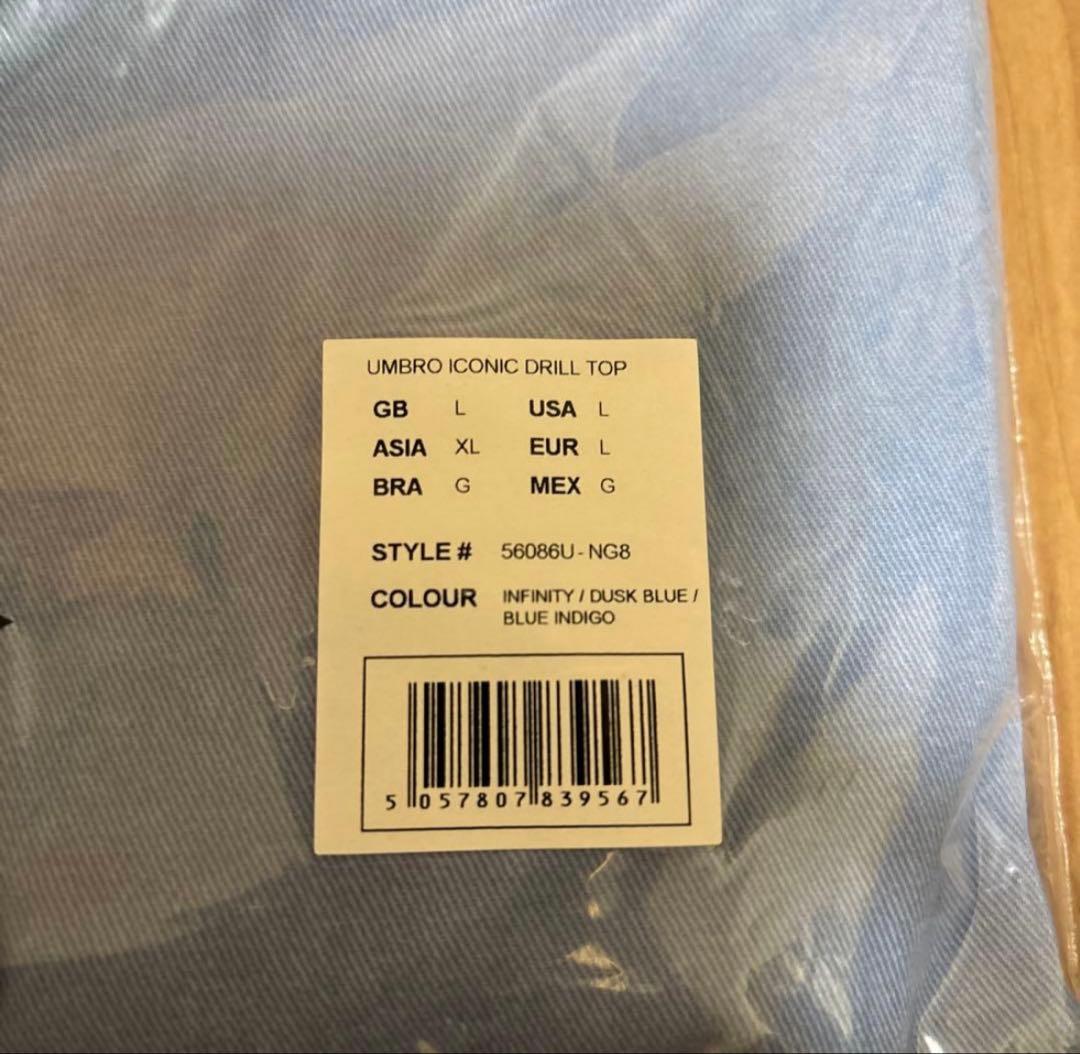 UMBRO ICONIC DRILL TOP
GB L USA L
ASIA XL EUR L
BRA G MEX G
STYLE # 56086U - NG8
COLOUR INFINITY / DUSK BLUE /
BLUE INDIGO
5 057807 839567